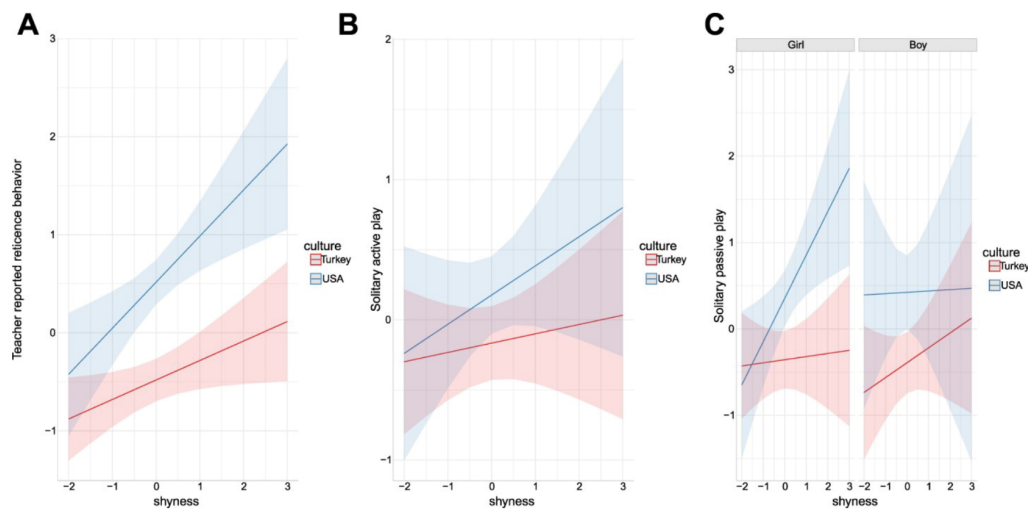 A
Teacher reported reticence behavior
3
2
1
0
−1
−2 −1 0 1 2 3
shyness
culture
Turkey
USA
B
Solitary active play
2
1
0
−1
−2 −1 0 1 2 3
shyness
culture
Turkey
USA
C
Girl Boy
Solitary passive play
3
2
1
0
−1
−2 −1 0 1 2 3 −2 −1 0 1 2 3
shyness
culture
Turkey
USA